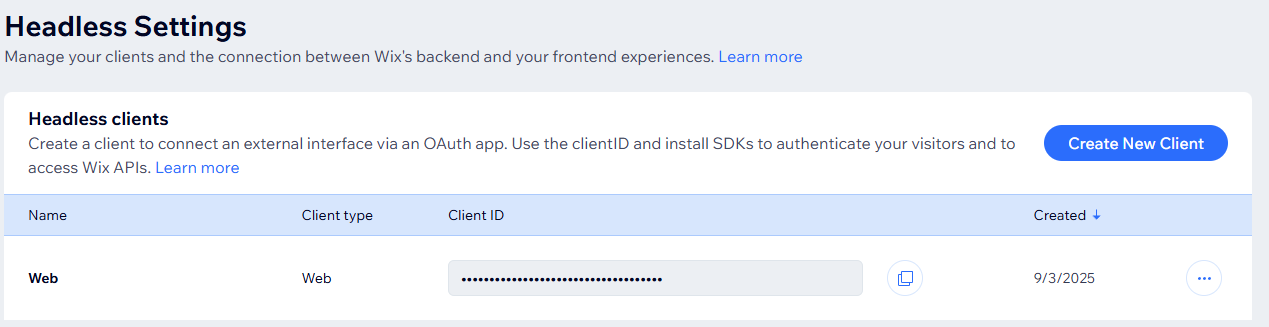 Headless Settings
Manage your clients and the connection between Wix's backend and your frontend experiences. Learn more
Headless clients
Create a client to connect an external interface via an OAuth app. Use the clientID and install SDKs to authenticate your visitors and to
access Wix APIs. Learn more
Create New Client
Name Client type Client ID Created ↓
Web Web •••••••••••••••••••••••••••••••••••• 9/3/2025